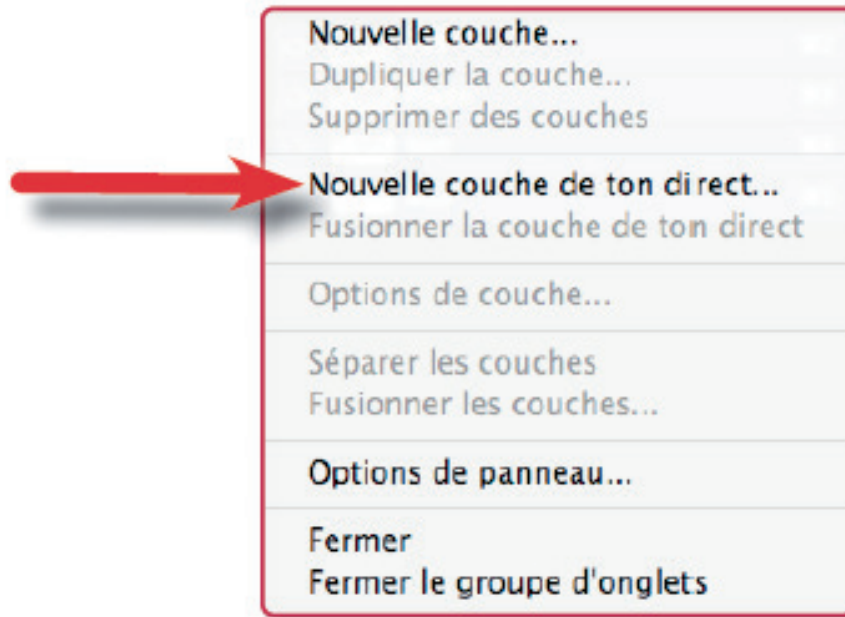 Nouvelle couche...
Dupliquer la couche...
Supprimer des couches
Nouvelle couche de ton direct...
Fusionner la couche de ton direct
Options de couche...
Séparer les couches
Fusionner les couches...
Options de panneau...
Fermer
Fermer le groupe d'onglets